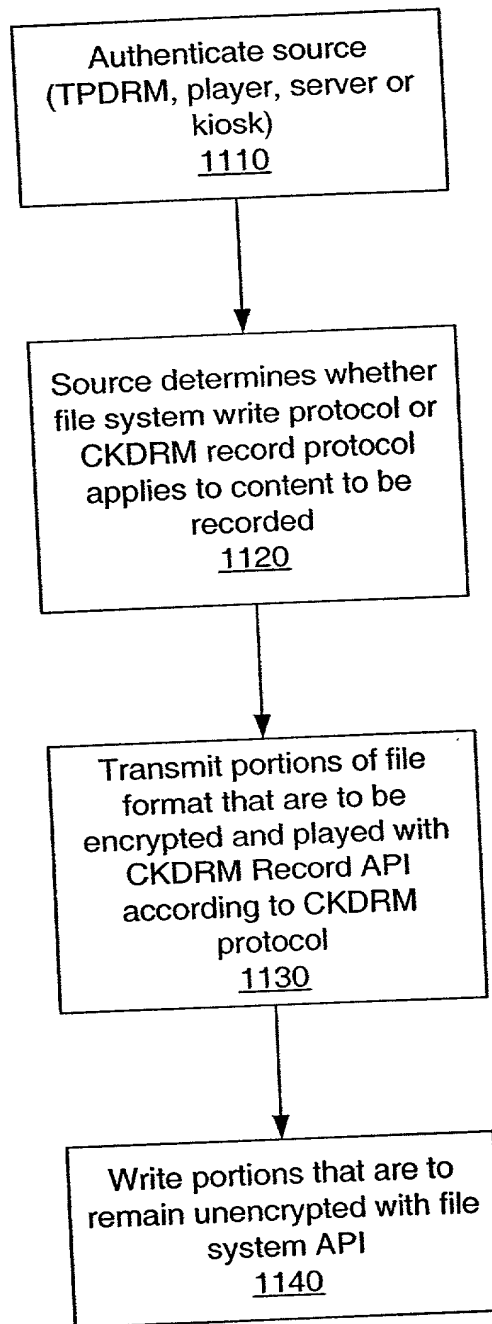 Authenticate source
(TPDRM, player, server or
kiosk)
1110
Source determines whether
file system write protocol or
CKDRM record protocol
applies to content to be
recorded
1120
Transmit portions of file
format that are to be
encrypted and played with
CKDRM Record API
according to CKDRM
protocol
1130
Write portions that are to
remain unencrypted with file
system API
1140